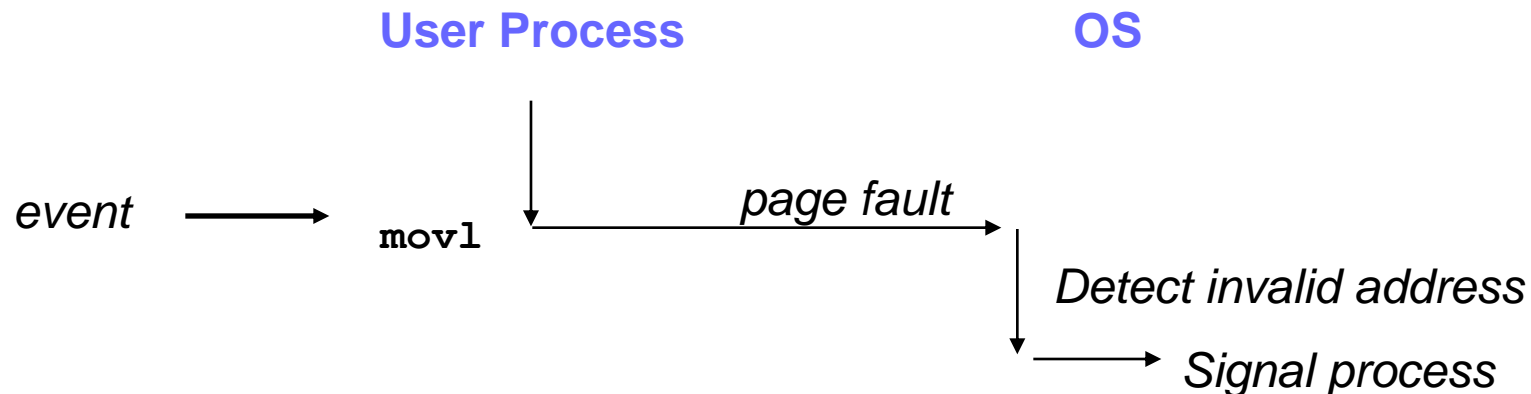 User Process OS
event movl page fault
Detect invalid address
Signal process